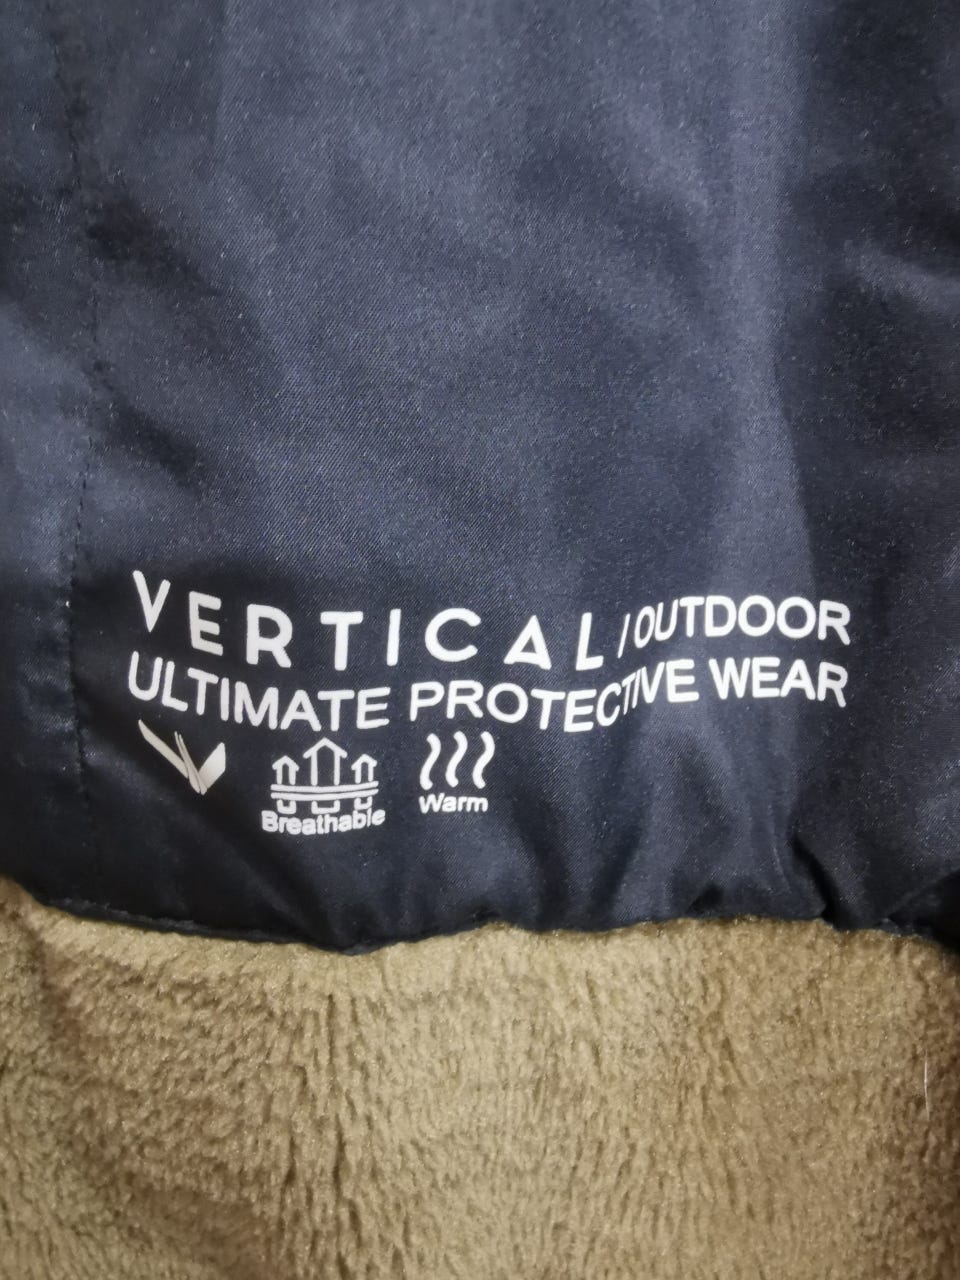 VERTICAL/OUTDOOR
ULTIMATE PROTECTIVE WEAR
Breathable
Warm